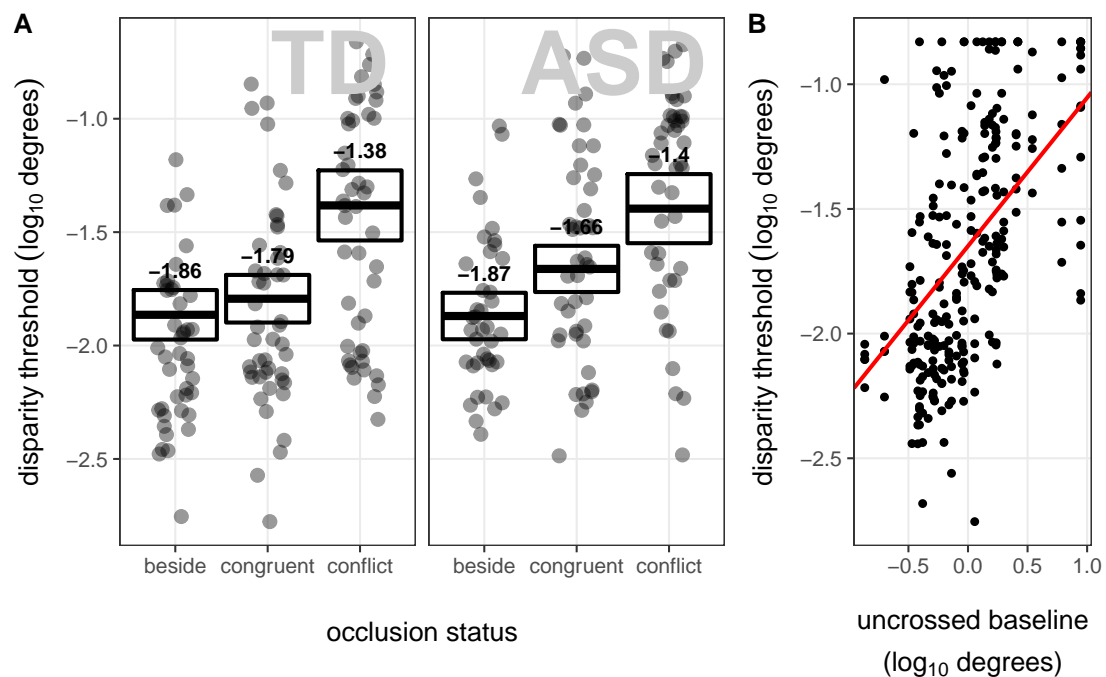 A
TD
ASD
B
disparity threshold (log₁₀ degrees)
−1.0
−1.5
−2.0
−2.5
−1.86
−1.79
−1.38
−1.87
−1.66
−1.4
beside congruent conflict
beside congruent conflict
occlusion status
disparity threshold (log₁₀ degrees)
−1.0
−1.5
−2.0
−2.5
−0.5 0.0 0.5 1.0
uncrossed baseline
(log₁₀ degrees)